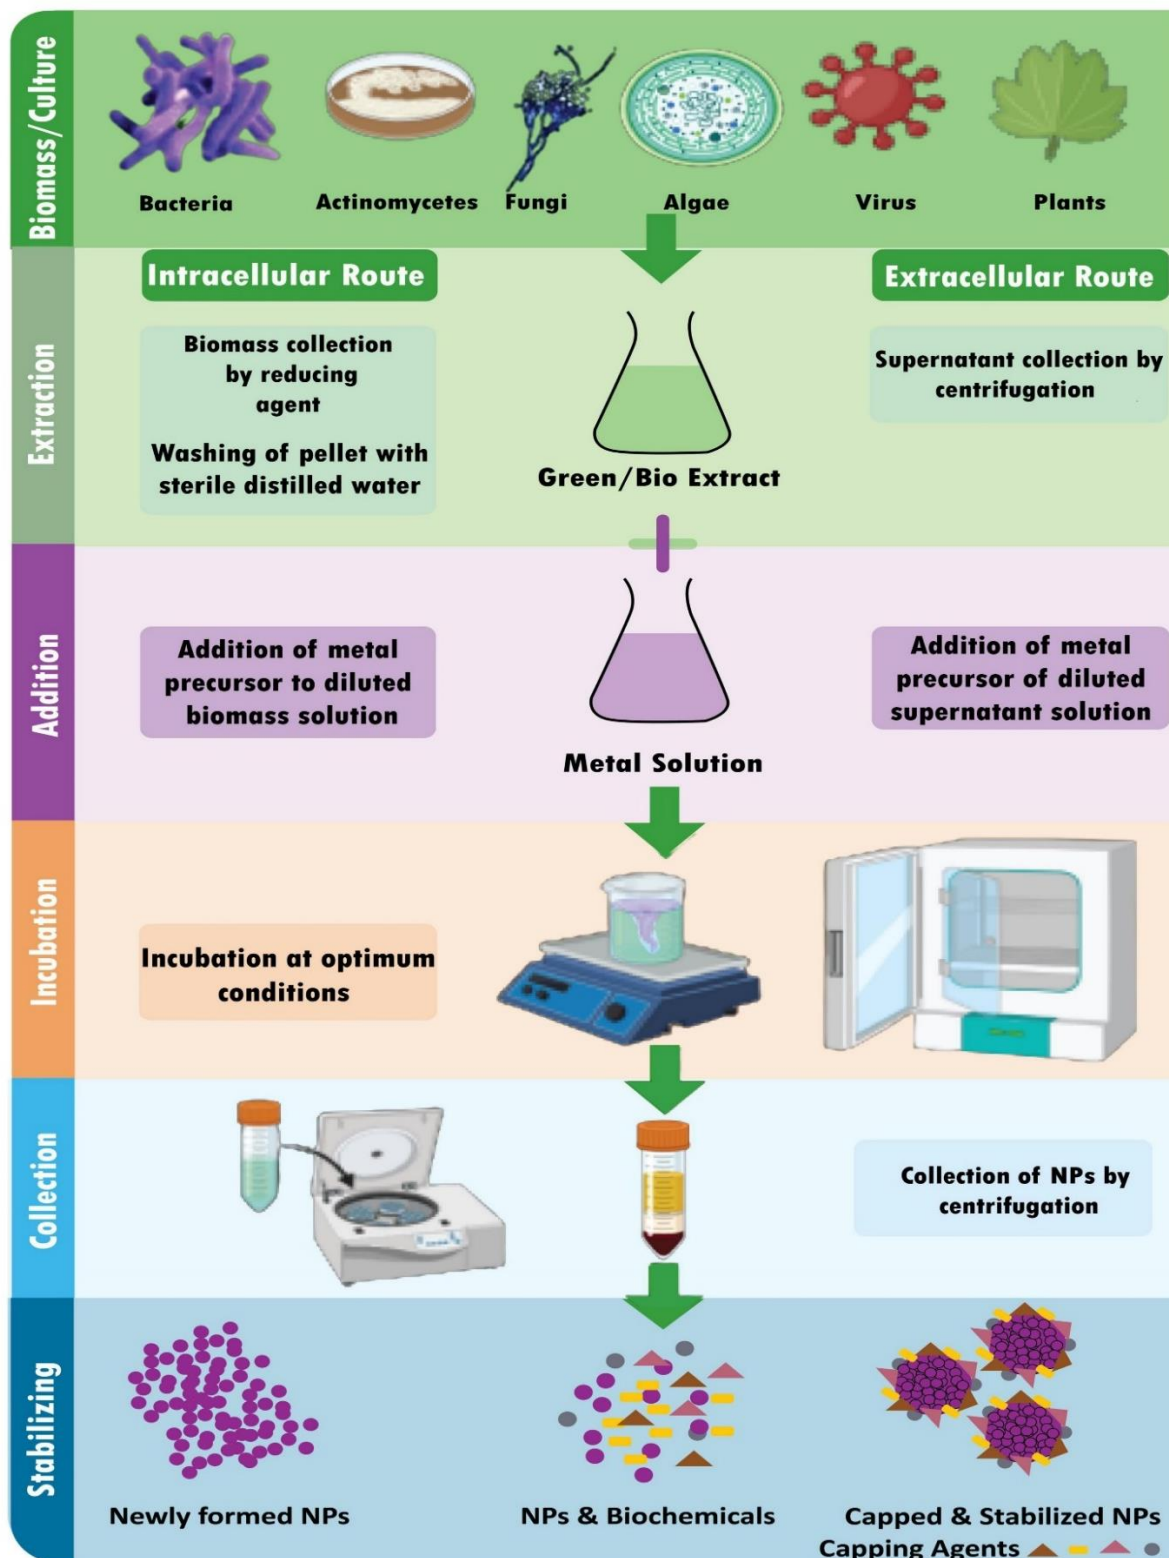 Biomass/Culture
Bacteria
Actinomycetes
Fungi
Algae
Virus
Plants
Extraction
Intracellular Route
Extracellular Route
Biomass collection
by reducing
agent
Washing of pellet with
sterile distilled water
Green/Bio Extract
Supernatant collection by
centrifugation
Addition
Addition of metal
precursor to diluted
biomass solution
Metal Solution
Addition of metal
precursor of diluted
supernatant solution
Incubation
Incubation at optimum
conditions
Collection
Collection of NPs by
centrifugation
Stabilizing
Newly formed NPs
NPs & Biochemicals
Capped & Stabilized NPs
Capping Agents